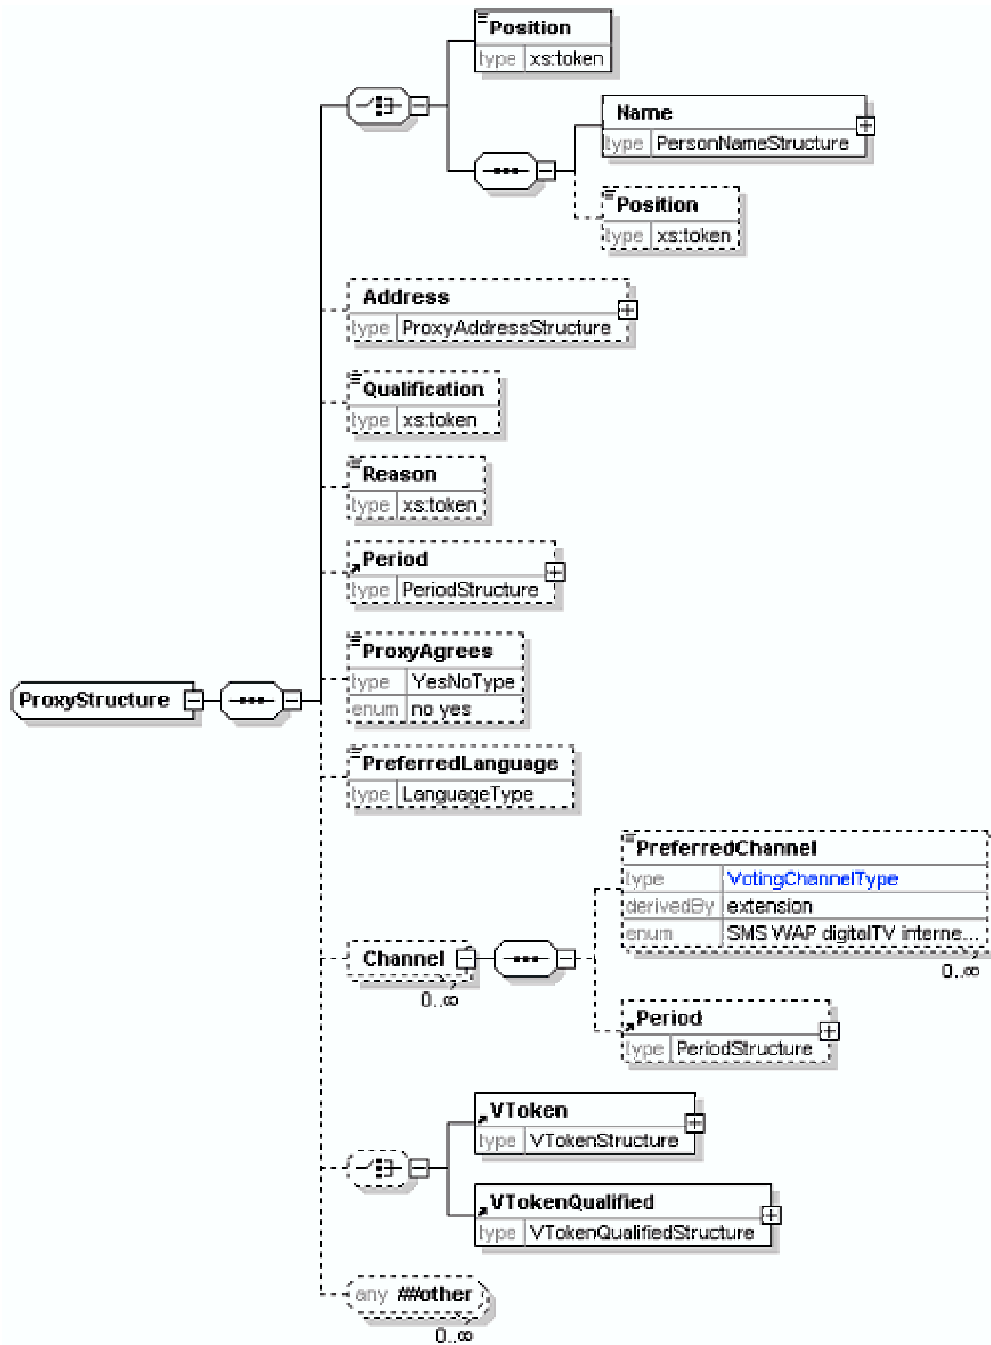 Position
type xs:token
Name
type PersonNameStructure
Position
type xs:token
Address
type ProxyAddressStructure
Qualification
type xs:token
Reason
type xs:token
Period
type PeriodStructure
ProxyAgrees
type YesNoType
enum no yes
ProxyStructure
PreferredLanguage
type LanguageType
PreferredChannel
type VotingChannelType
derivedBy extension
enum SMS WAP digitalTV interne...
Channel
0..∞
0..∞
Period
type PeriodStructure
VToken
type VTokenStructure
VTokenQualified
type VTokenQualifiedStructure
any ##other
0..∞